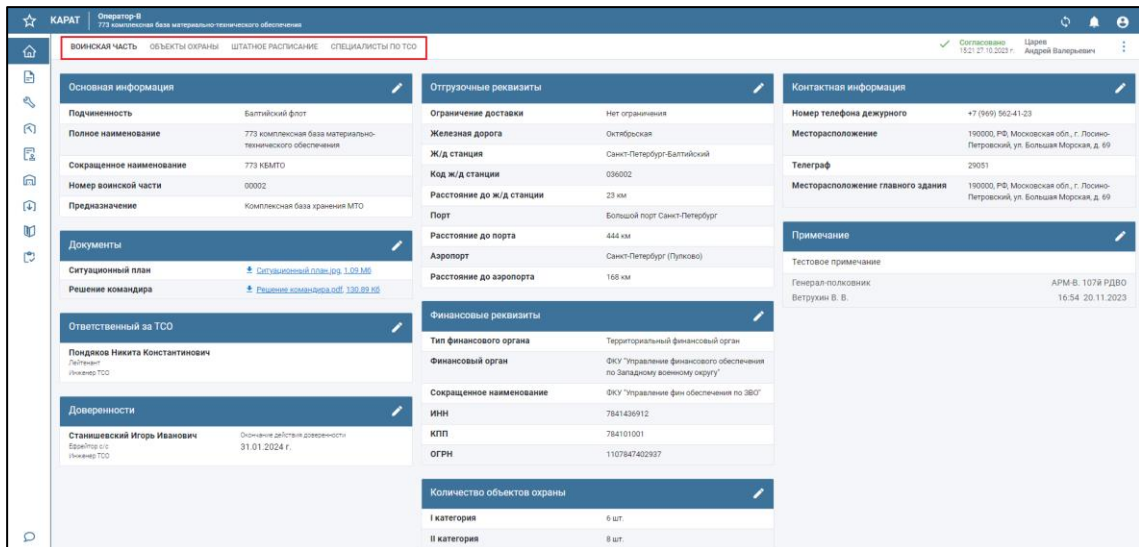 КАРАТ
Оператор-В
773 комплексная база материально-технического обеспечения
ВОИНСКАЯ ЧАСТЬ ОБЪЕКТЫ ОХРАНЫ ШТАТНОЕ РАСПИСАНИЕ СПЕЦИАЛИСТЫ ПО ТСО
Согласовано
15:21 27.10.2023 г.
Царев
Андрей Валерьевич
Основная информация
Подчиненность Балтийский флот
Полное наименование 773 комплексная база материально-
технического обеспечения
Сокращенное наименование 773 КБМТО
Номер воинской части 00002
Предназначение Комплексная база хранения МТО
Документы
Ситуационный план Ситуационный план.jpg, 1.09 Мб
Решение командира Решение командира.pdf, 130.89 Кб
Ответственный за ТСО
Пондяков Никита Константинович
Лейтенант
Инженер ТСО
Доверенности
Станишевский Игорь Иванович
Ефрейтор с/с
Инженер ТСО
Окончание действия доверенности
31.01.2024 г.
Отгрузочные реквизиты
Ограничение доставки Нет ограничения
Железная дорога Октябрьская
Ж/д станция Санкт-Петербург-Балтийский
Код ж/д станции 036002
Расстояние до ж/д станции 23 км
Порт Большой порт Санкт-Петербург
Расстояние до порта 444 км
Аэропорт Санкт-Петербург (Пулково)
Расстояние до аэропорта 168 км
Финансовые реквизиты
Тип финансового органа Территориальный финансовый орган
Финансовый орган ФКУ "Управление финансового обеспечения
по Западному военному округу"
Сокращенное наименование ФКУ "Управление фин обеспечения по ЗВО"
ИНН 7841436912
КПП 784101001
ОГРН 1107847402937
Количество объектов охраны
I категория 6 шт.
II категория 8 шт.
Контактная информация
Номер телефона дежурного +7 (969) 562-41-23
Месторасположение 190000, РФ, Московская обл., г. Лосино-
Петровский, ул. Большая Морская, д. 69
Телеграф 29051
Месторасположение главного здания 190000, РФ, Московская обл., г. Лосино-
Петровский, ул. Большая Морская, д. 69
Примечание
Тестовое примечание
Генерал-полковник АРМ-В. 107й РДВО
Ветрухин В. В. 16:54 20.11.2023